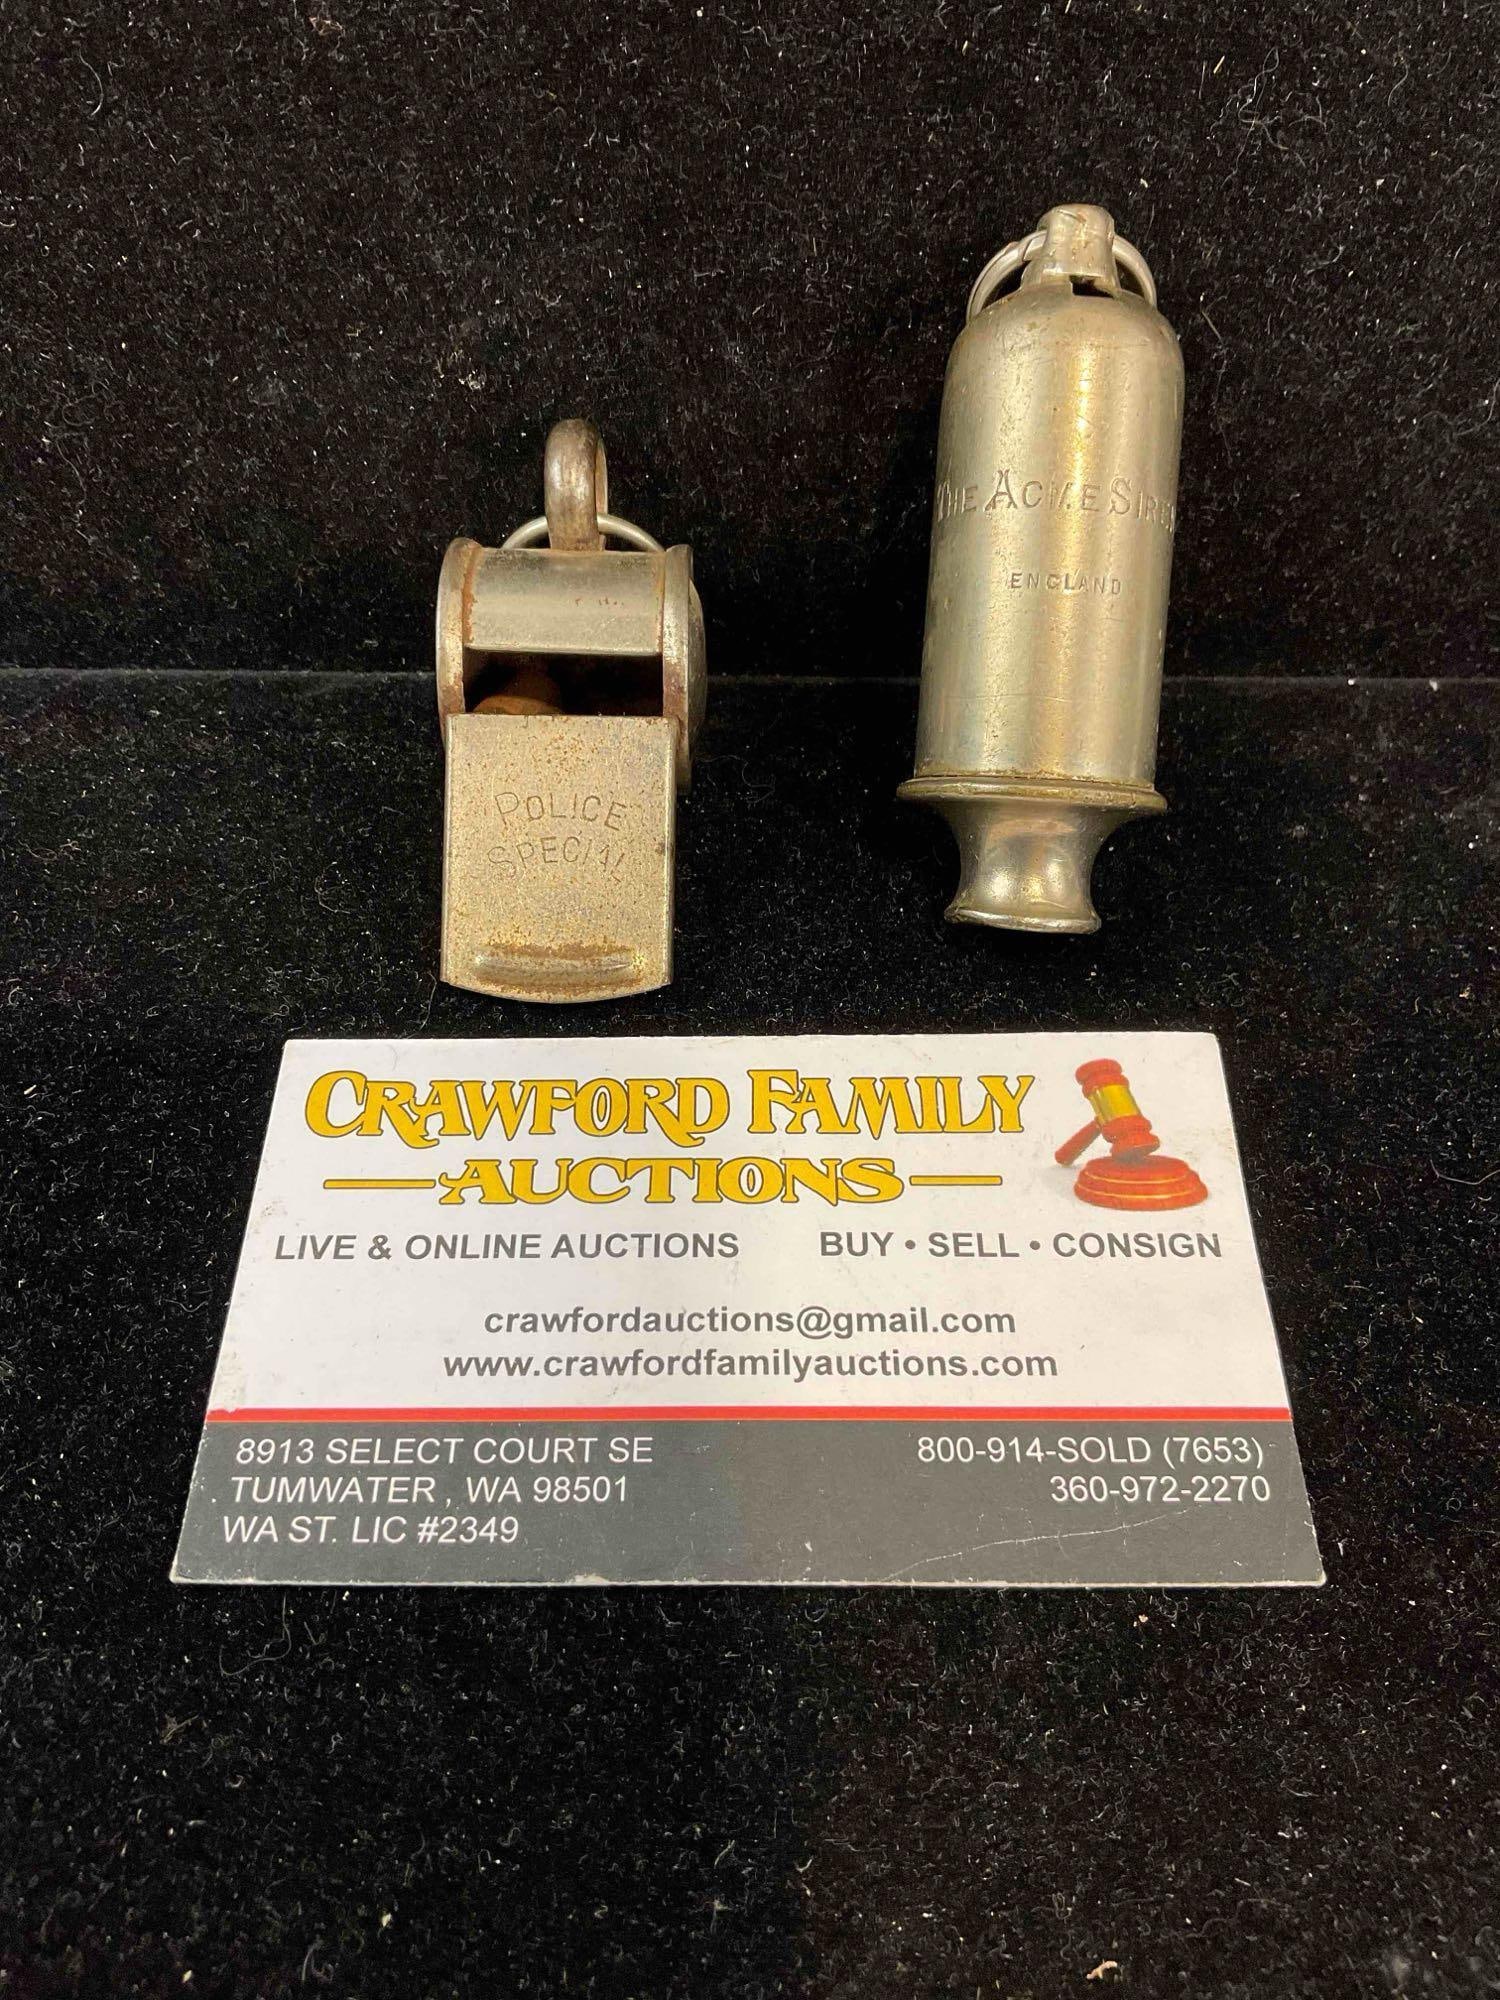 THE ACME SIREN
ENGLAND
POLICE
SPECIAL
CRAWFORD FAMILY
AUCTIONS
LIVE & ONLINE AUCTIONS BUY • SELL • CONSIGN
crawfordauctions@gmail.com
www.crawfordfamilyauctions.com
8913 SELECT COURT SE 800-914-SOLD (7653)
TUMWATER , WA 98501 360-972-2270
WA ST. LIC #2349